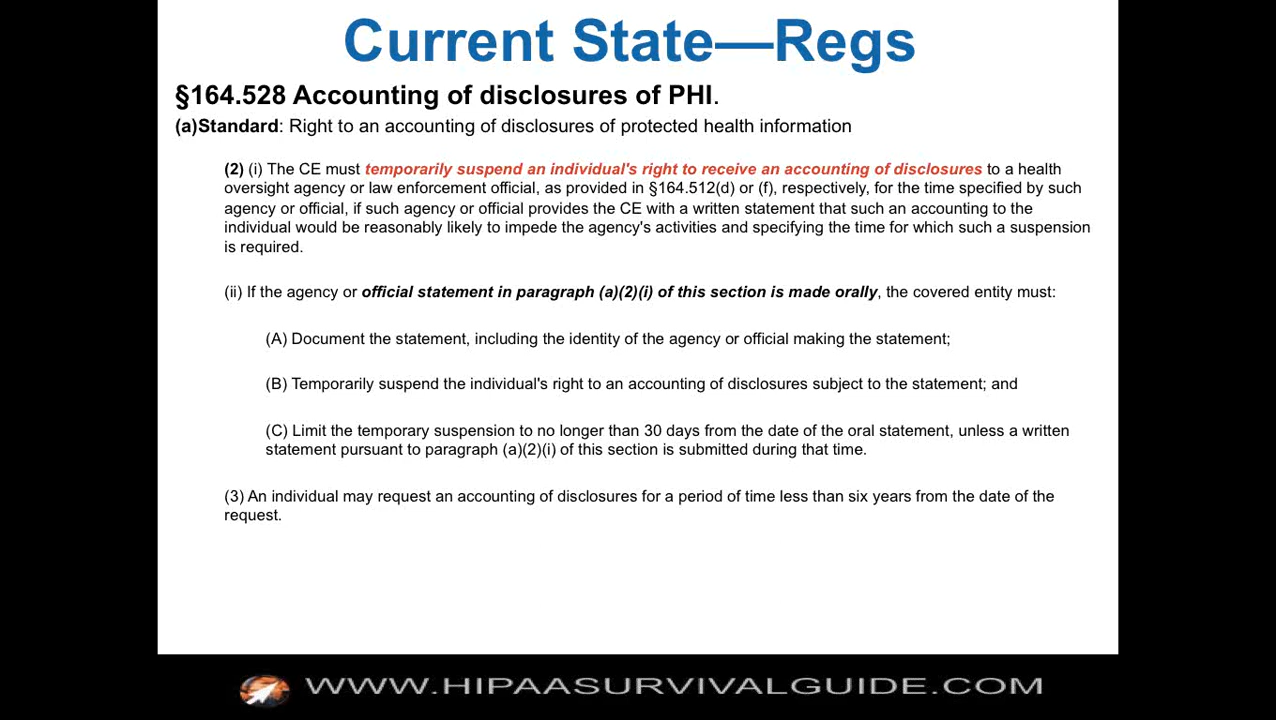 Current State—Regs
§164.528 Accounting of disclosures of PHI.
(a)Standard: Right to an accounting of disclosures of protected health information
(2) (i) The CE must temporarily suspend an individual's right to receive an accounting of disclosures to a health
oversight agency or law enforcement official, as provided in §164.512(d) or (f), respectively, for the time specified by such
agency or official, if such agency or official provides the CE with a written statement that such an accounting to the
individual would be reasonably likely to impede the agency's activities and specifying the time for which such a suspension
is required.
(ii) If the agency or official statement in paragraph (a)(2)(i) of this section is made orally, the covered entity must:
(A) Document the statement, including the identity of the agency or official making the statement;
(B) Temporarily suspend the individual's right to an accounting of disclosures subject to the statement; and
(C) Limit the temporary suspension to no longer than 30 days from the date of the oral statement, unless a written
statement pursuant to paragraph (a)(2)(i) of this section is submitted during that time.
(3) An individual may request an accounting of disclosures for a period of time less than six years from the date of the
request.
WWW.HIPAASURVIVALGUIDE.COM